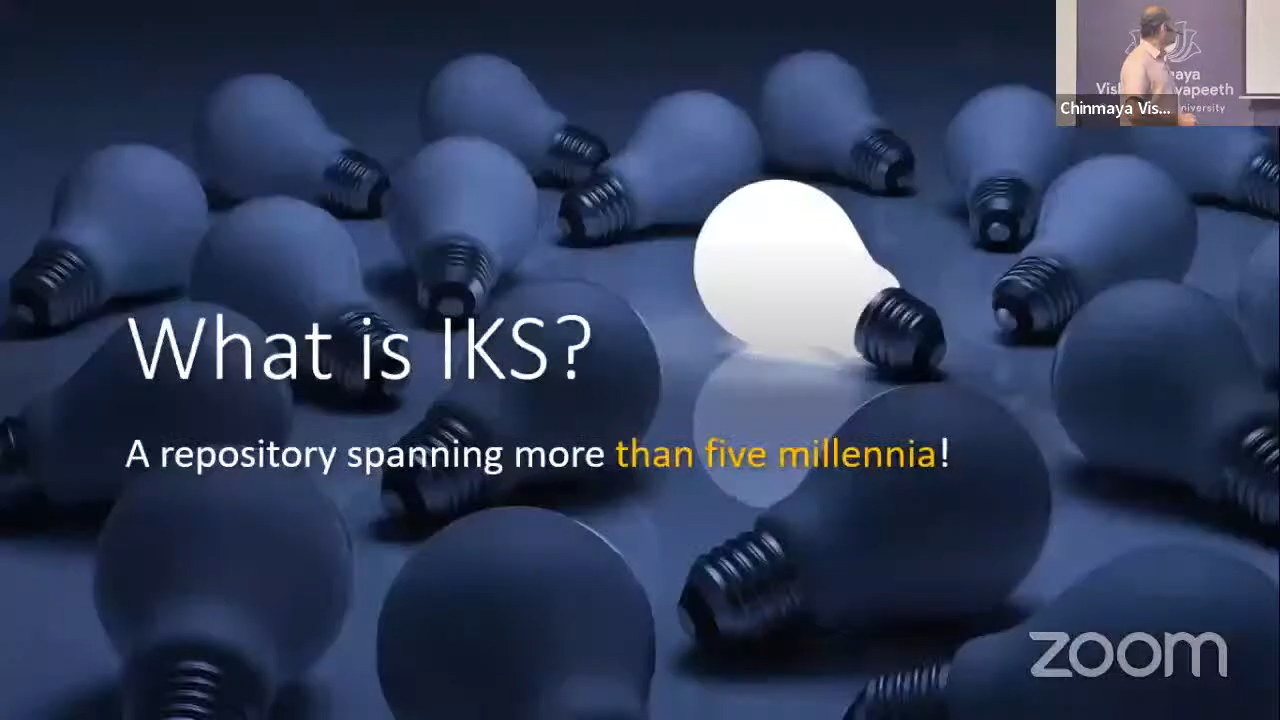 What is IKS?
A repository spanning more than five millennia!
Chinmaya Vis...
zoom